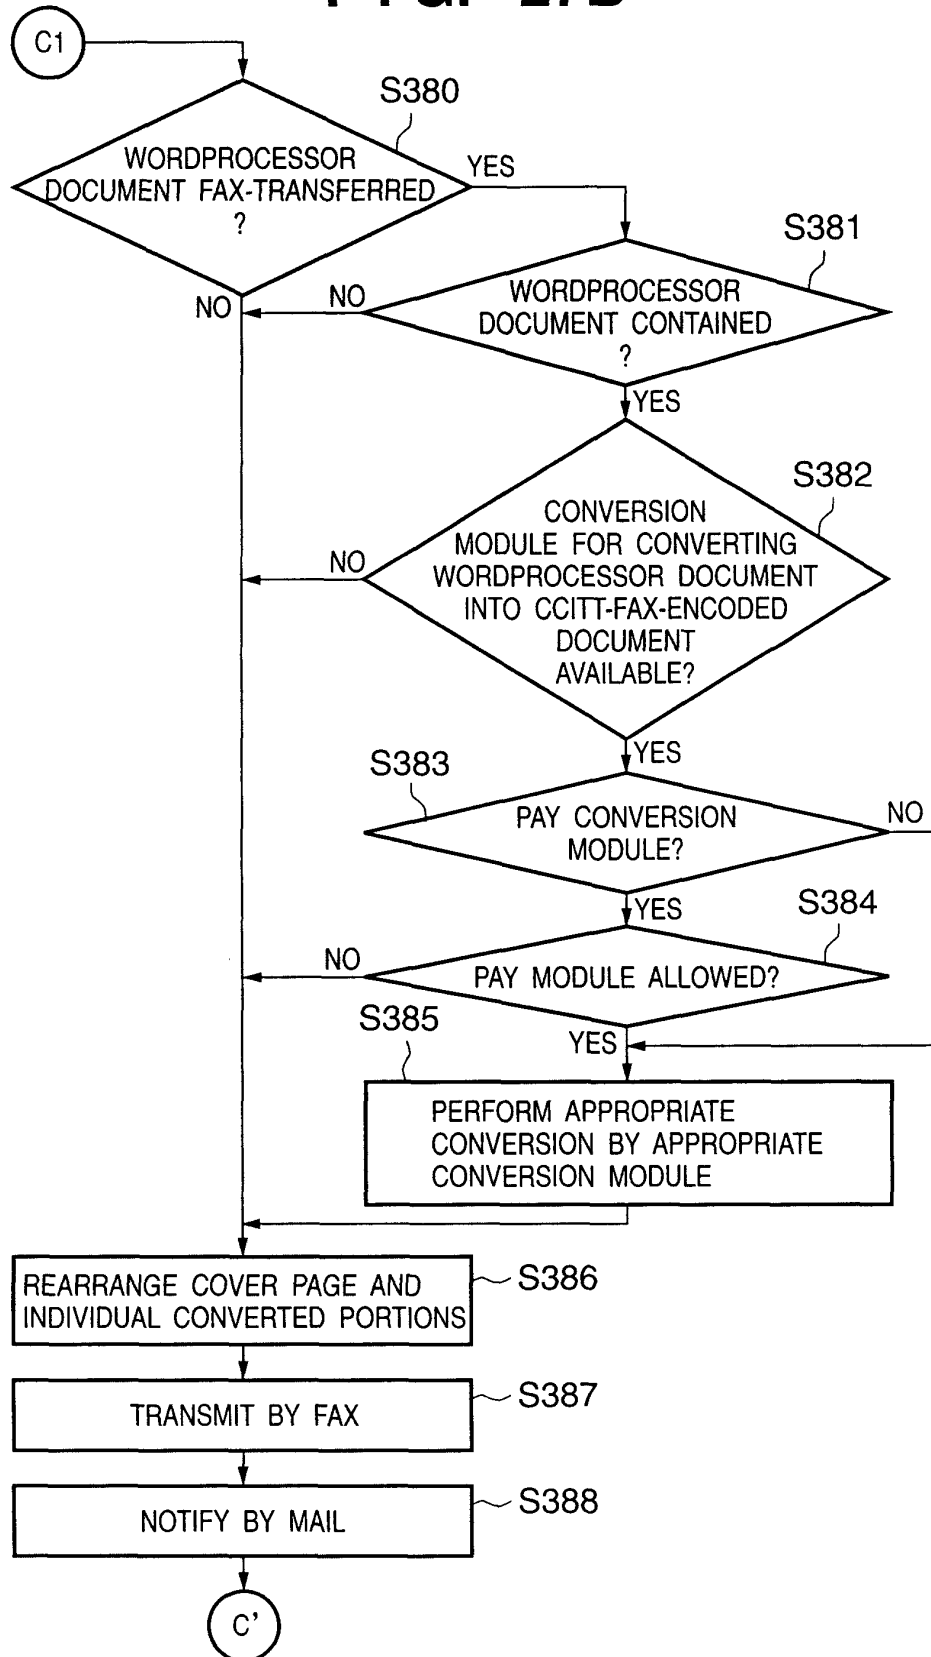 C1
S380
WORDPROCESSOR
DOCUMENT FAX-TRANSFERRED
?
YES
S381
NO
NO
WORDPROCESSOR
DOCUMENT CONTAINED
?
YES
S382
CONVERSION
MODULE FOR CONVERTING
WORDPROCESSOR DOCUMENT
INTO CCITT-FAX-ENCODED
DOCUMENT
AVAILABLE?
NO
YES
S383
PAY CONVERSION
MODULE?
NO
YES
S384
NO
PAY MODULE ALLOWED?
S385
YES
PERFORM APPROPRIATE
CONVERSION BY APPROPRIATE
CONVERSION MODULE
REARRANGE COVER PAGE AND
INDIVIDUAL CONVERTED PORTIONS
S386
TRANSMIT BY FAX
S387
NOTIFY BY MAIL
S388
C'